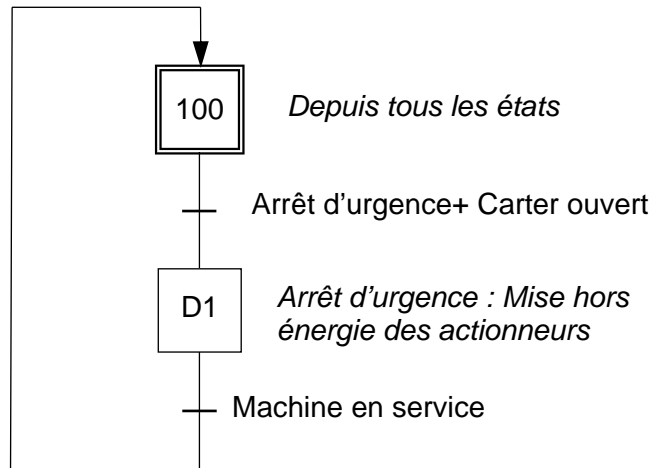 100
Depuis tous les états
Arrêt d'urgence+ Carter ouvert
D1
Arrêt d'urgence : Mise hors
énergie des actionneurs
Machine en service